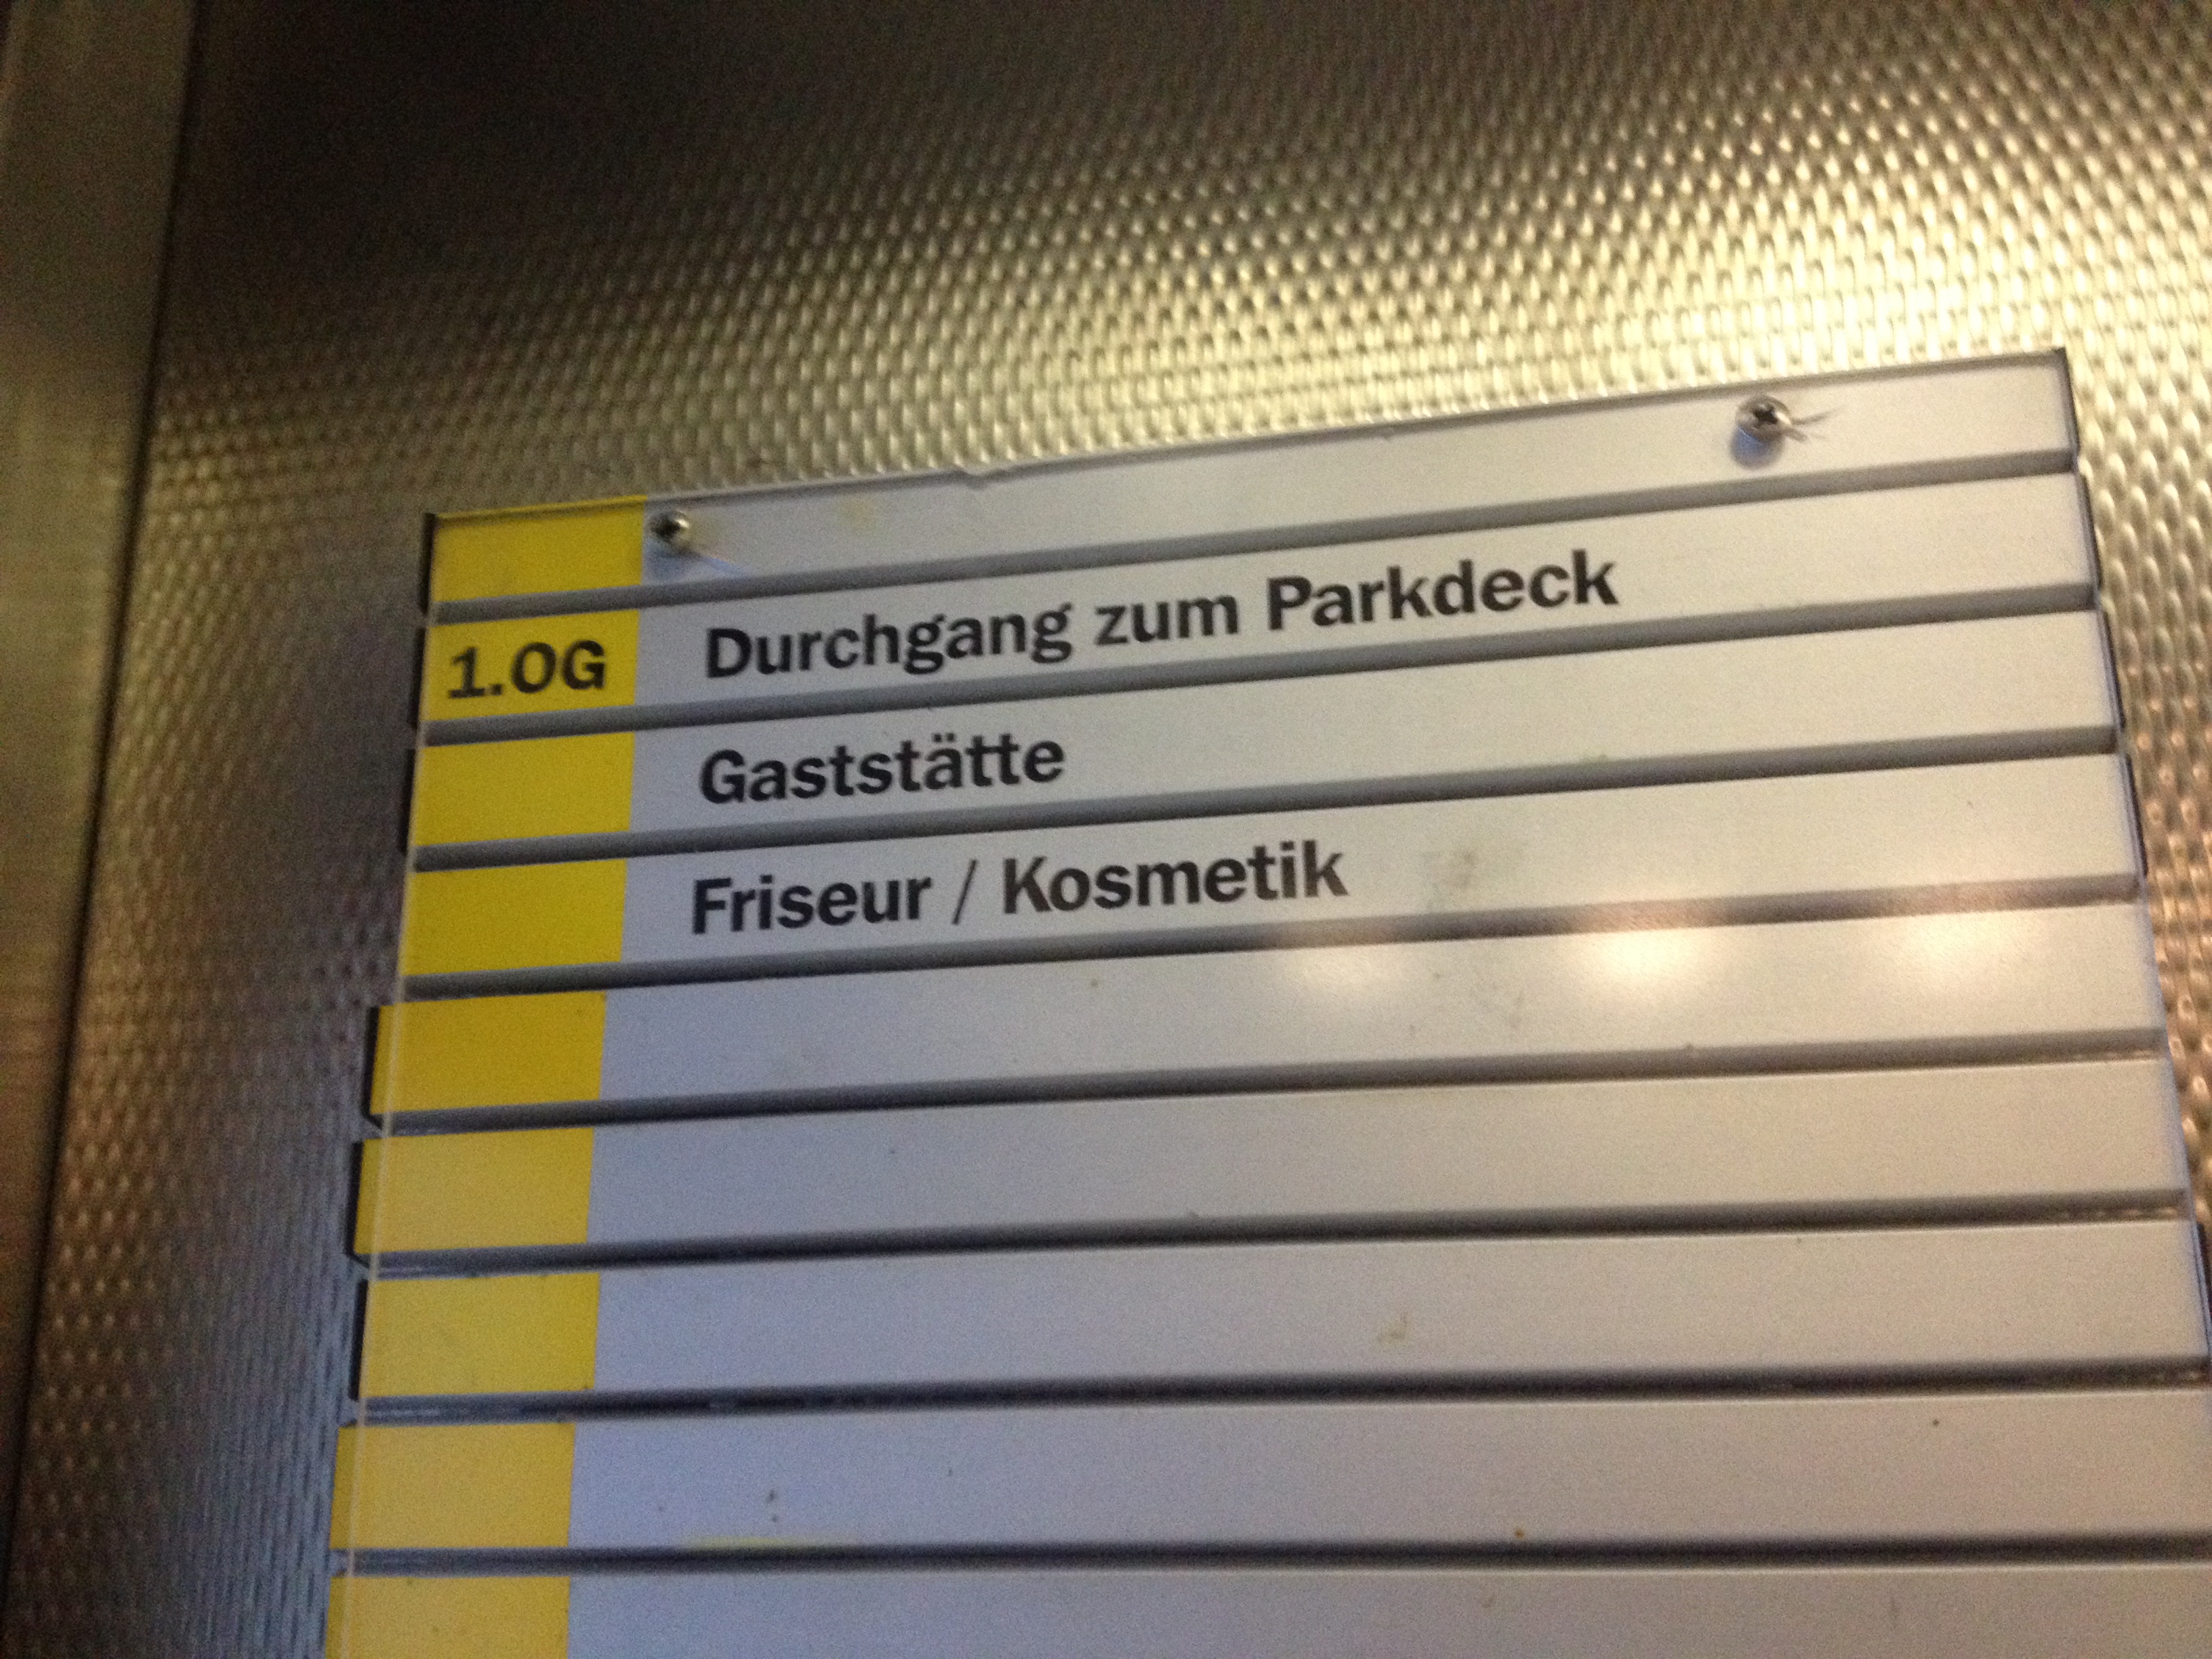 1.OG Durchgang zum Parkdeck
Gaststätte
Friseur / Kosmetik